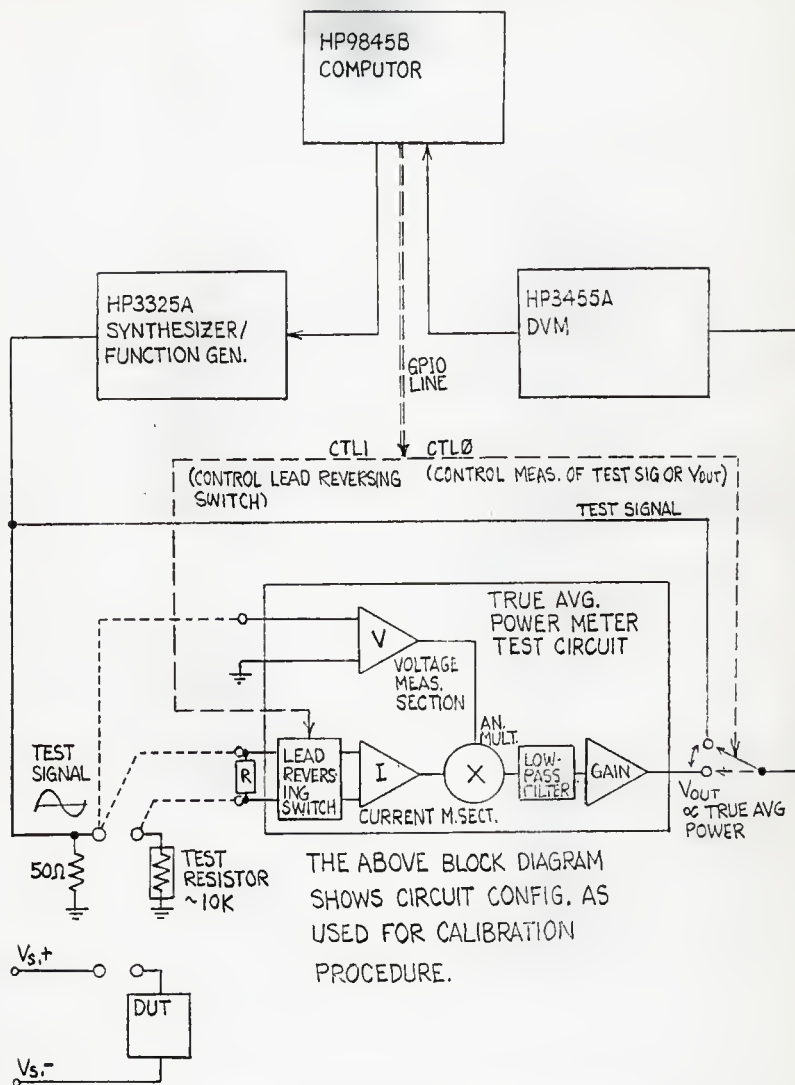 HP9845B
COMPUTOR
HP3325A
SYNTHESIZER/
FUNCTION GEN.
HP3455A
DVM
GPIO
LINE
CTL1
CTLØ
(CONTROL LEAD REVERSING
SWITCH)
(CONTROL MEAS. OF TEST SIG OR VOUT)
TEST SIGNAL
TRUE AVG.
POWER METER
TEST CIRCUIT
V
VOLTAGE
MEAS.
SECTION
AN.
MULT.
TEST
SIGNAL
R
LEAD
REVERS-
ING
SWITCH
I
CURRENT M.SECT.
X
LOW-
PASS
FILTER
GAIN
VOUT
∝ TRUE AVG
POWER
50Ω
TEST
RESISTOR
~10K
THE ABOVE BLOCK DIAGRAM
SHOWS CIRCUIT CONFIG. AS
USED FOR CALIBRATION
PROCEDURE.
Vs,+
DUT
Vs,-